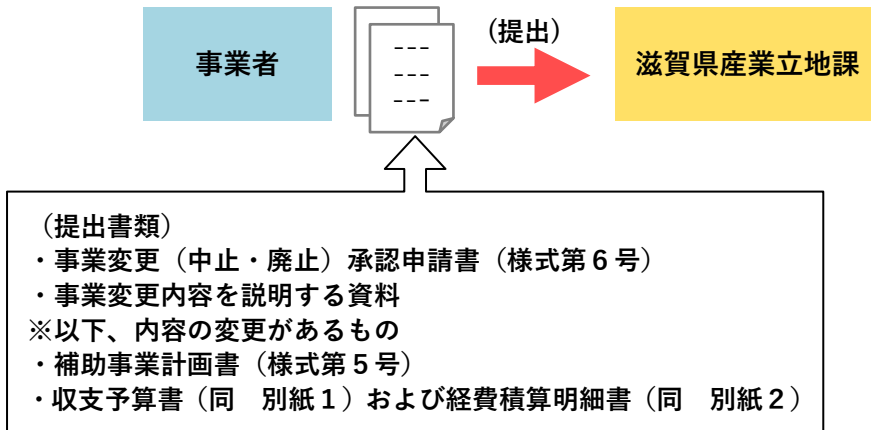 事業者
(提出)
滋賀県産業立地課
（提出書類）
・事業変更（中止・廃止）承認申請書（様式第６号）
・事業変更内容を説明する資料
※以下、内容の変更があるもの
・補助事業計画書（様式第５号）
・収支予算書（同　別紙１）および経費積算明細書（同　別紙２）